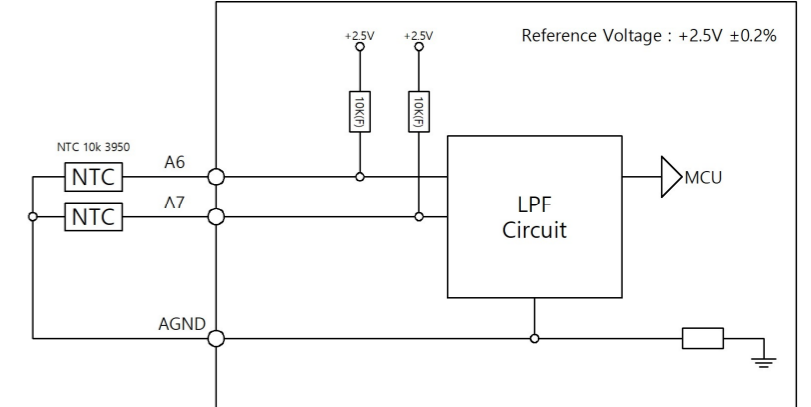 +2.5V
+2.5V
Reference Voltage : +2.5V ±0.2%
10K(F)
10K(F)
NTC 10k 3950
NTC
A6
NTC
A7
MCU
LPF
Circuit
AGND